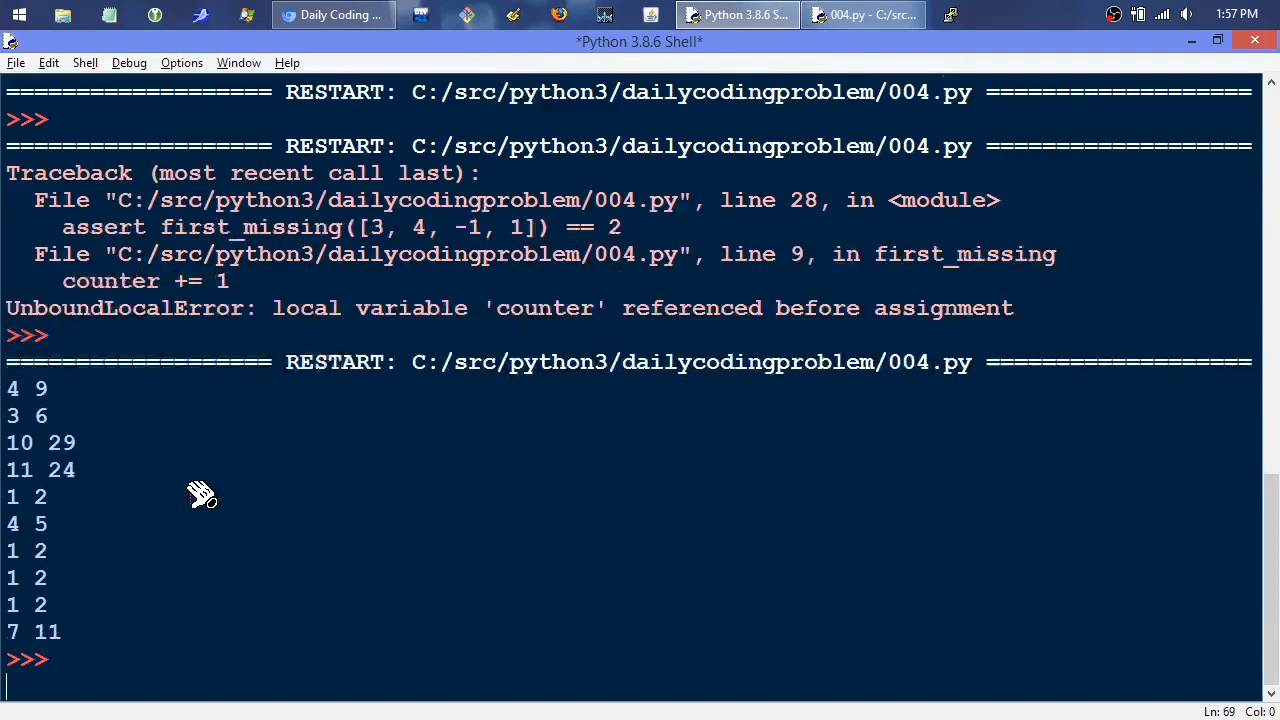 Daily Coding ...
Python 3.8.6 S...
004.py - C:/src...
1:57 PM
*Python 3.8.6 Shell*
File Edit Shell Debug Options Window Help
=================== RESTART: C:/src/python3/dailycodingproblem/004.py ===================
>>>
=================== RESTART: C:/src/python3/dailycodingproblem/004.py ===================
Traceback (most recent call last):
  File "C:/src/python3/dailycodingproblem/004.py", line 28, in <module>
    assert first_missing([3, 4, -1, 1]) == 2
  File "C:/src/python3/dailycodingproblem/004.py", line 9, in first_missing
    counter += 1
UnboundLocalError: local variable 'counter' referenced before assignment
>>>
=================== RESTART: C:/src/python3/dailycodingproblem/004.py ===================
4 9
3 6
10 29
11 24
1 2
4 5
1 2
1 2
1 2
7 11
>>>
Ln: 69 Col: 0